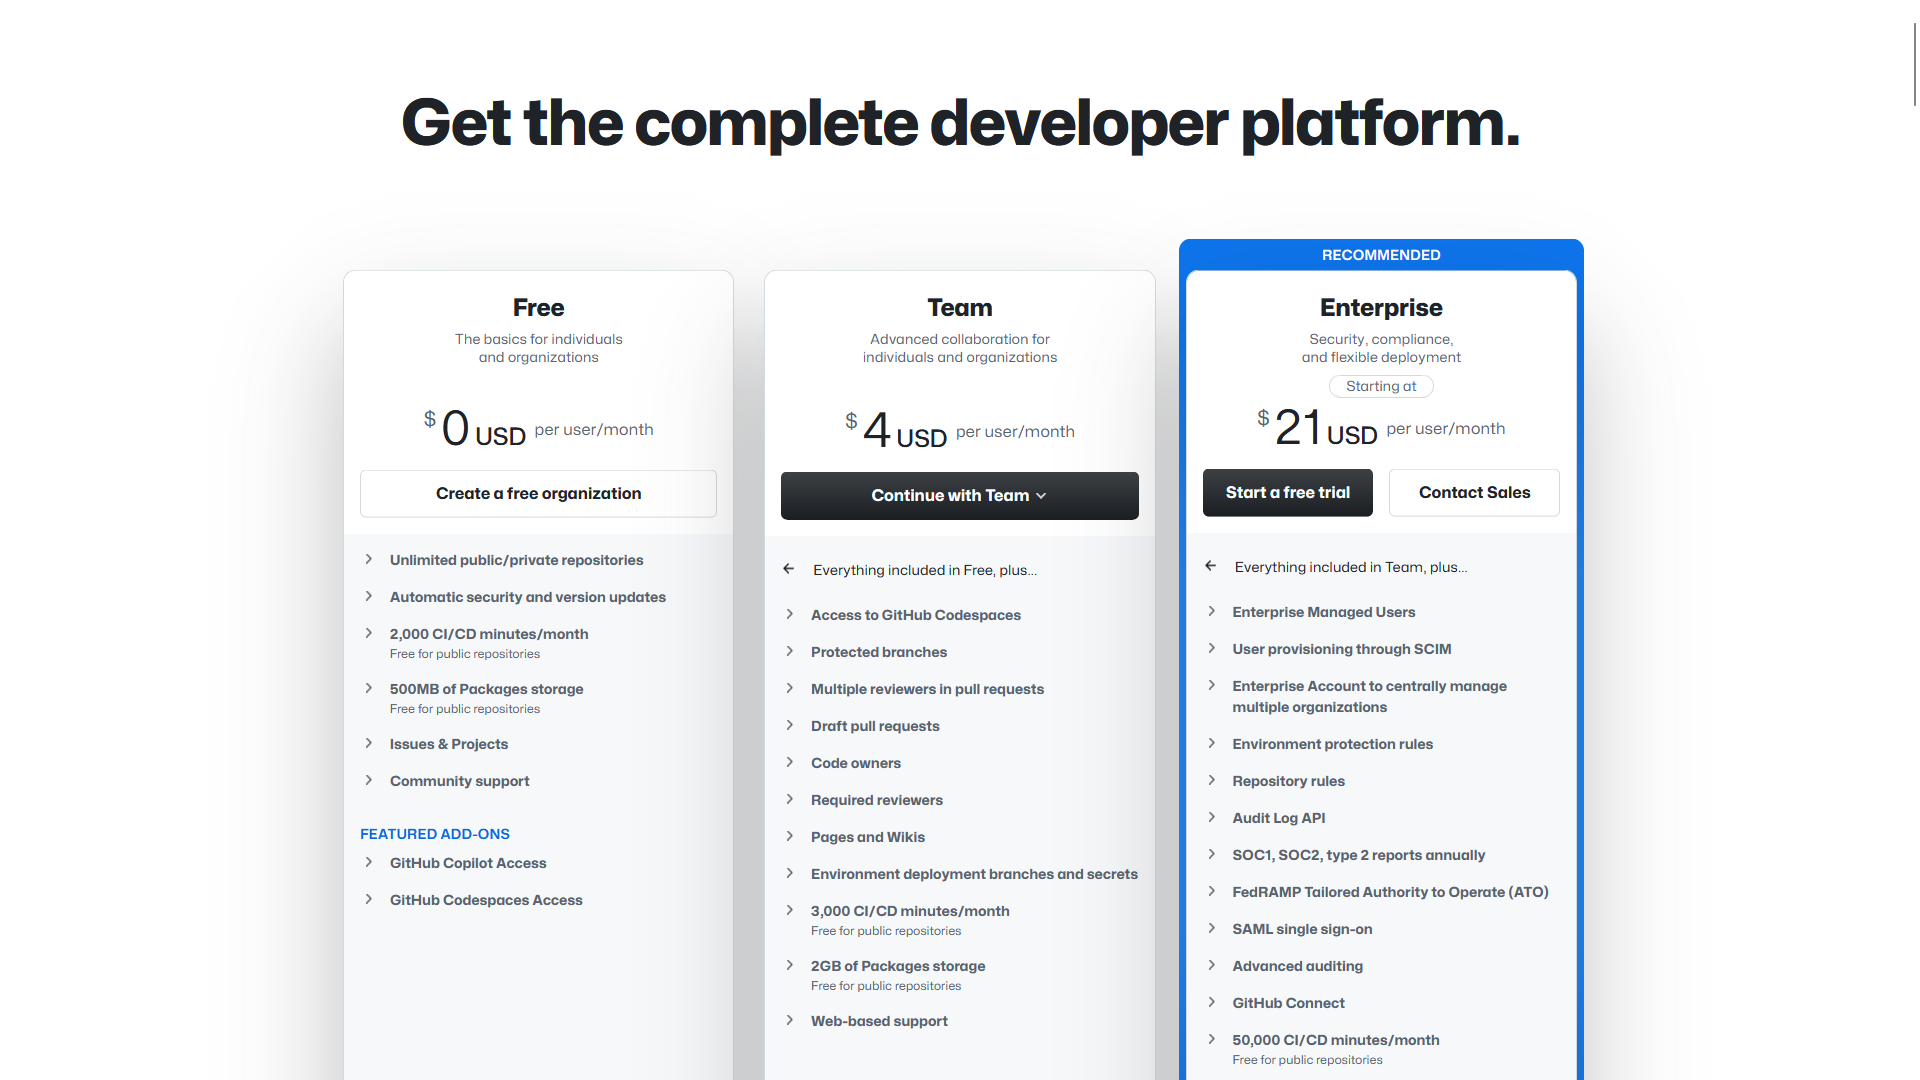 Get the complete developer platform.
Free
The basics for individuals
and organizations
$ 0 USD per user/month
Create a free organization
Unlimited public/private repositories
Automatic security and version updates
2,000 CI/CD minutes/month
Free for public repositories
500MB of Packages storage
Free for public repositories
Issues & Projects
Community support
FEATURED ADD-ONS
GitHub Copilot Access
GitHub Codespaces Access
Team
Advanced collaboration for
individuals and organizations
$ 4 USD per user/month
Continue with Team
Everything included in Free, plus...
Access to GitHub Codespaces
Protected branches
Multiple reviewers in pull requests
Draft pull requests
Code owners
Required reviewers
Pages and Wikis
Environment deployment branches and secrets
3,000 CI/CD minutes/month
Free for public repositories
2GB of Packages storage
Free for public repositories
Web-based support
RECOMMENDED
Enterprise
Security, compliance,
and flexible deployment
Starting at
$ 21 USD per user/month
Start a free trial
Contact Sales
Everything included in Team, plus...
Enterprise Managed Users
User provisioning through SCIM
Enterprise Account to centrally manage
multiple organizations
Environment protection rules
Repository rules
Audit Log API
SOC1, SOC2, type 2 reports annually
FedRAMP Tailored Authority to Operate (ATO)
SAML single sign-on
Advanced auditing
GitHub Connect
50,000 CI/CD minutes/month
Free for public repositories